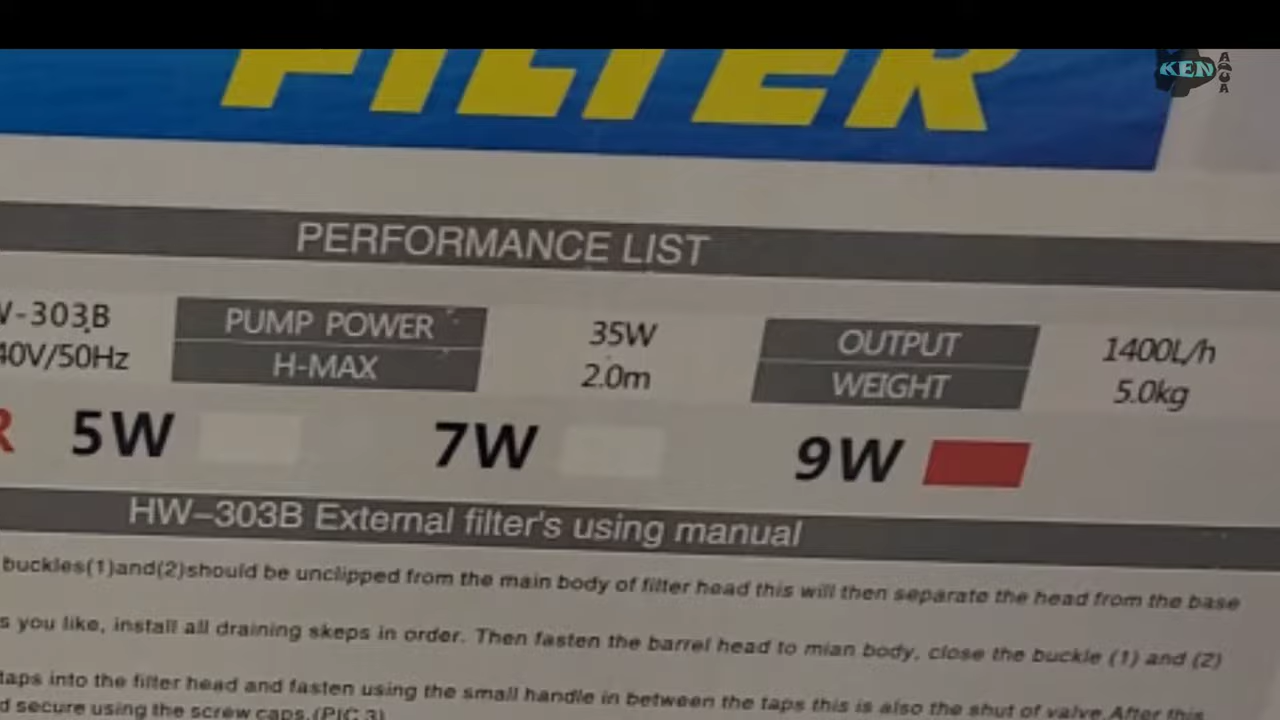 FILTER
KEN AQUA
PERFORMANCE LIST
W-303B PUMP POWER 35W OUTPUT 1400L/h
40V/50Hz H-MAX 2.0m WEIGHT 5.0kg
R 5W 7W 9W
HW-303B External filter's using manual
buckles(1)and(2)should be unclipped from the main body of filter head this will then separate the head from the base
s you like, install all draining skeps in order. Then fasten the barrel head to mian body, close the buckle (1) and (2)
taps into the filter head and fasten using the small handle in between the taps this is also the shut of valve After this
d secure using the screw caps.(PIC 3)